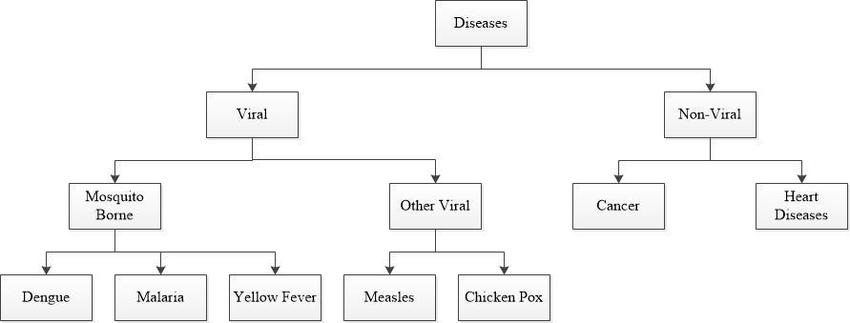 Diseases
Viral
Non-Viral
Mosquito
Borne
Other Viral
Cancer
Heart
Diseases
Dengue
Malaria
Yellow Fever
Measles
Chicken Pox